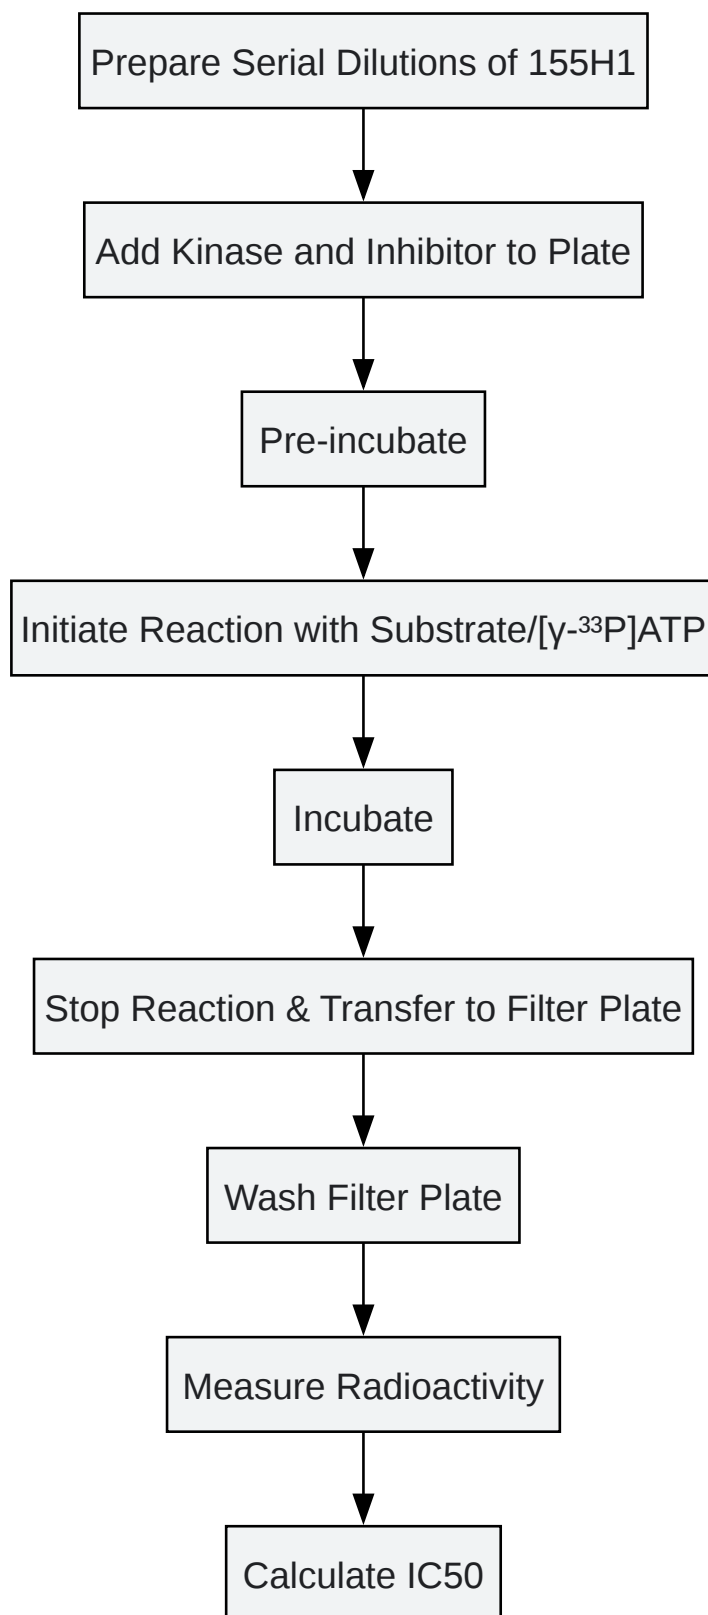 Prepare Serial Dilutions of 155H1
Add Kinase and Inhibitor to Plate
Pre-incubate
Initiate Reaction with Substrate/[γ-³³P]ATP
Incubate
Stop Reaction & Transfer to Filter Plate
Wash Filter Plate
Measure Radioactivity
Calculate IC50